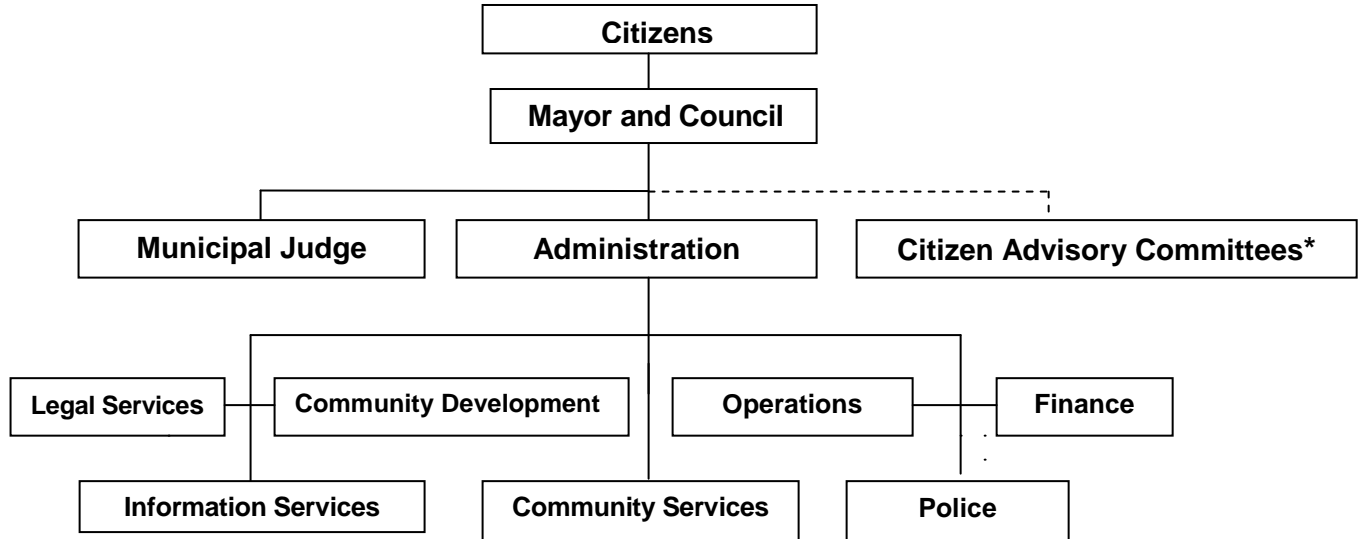 Citizens
Mayor and Council
Municipal Judge
Administration
Citizen Advisory Committees*
Legal Services
Community Development
Operations
Finance
Information Services
Community Services
Police